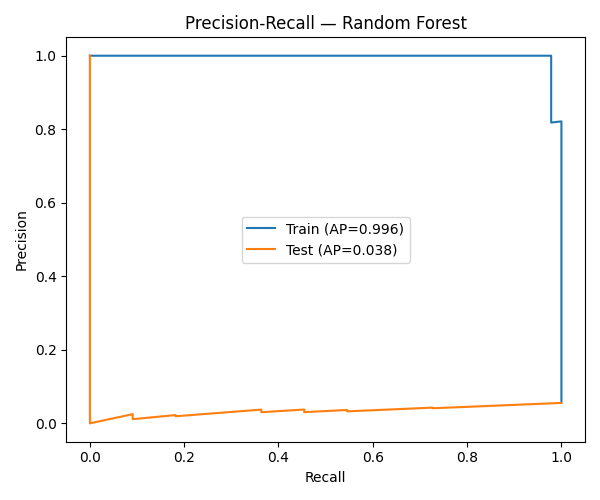 Precision-Recall — Random Forest
1.0
0.8
0.6
0.4
0.2
0.0
Precision
Train (AP=0.996)
Test (AP=0.038)
0.0 0.2 0.4 0.6 0.8 1.0
Recall